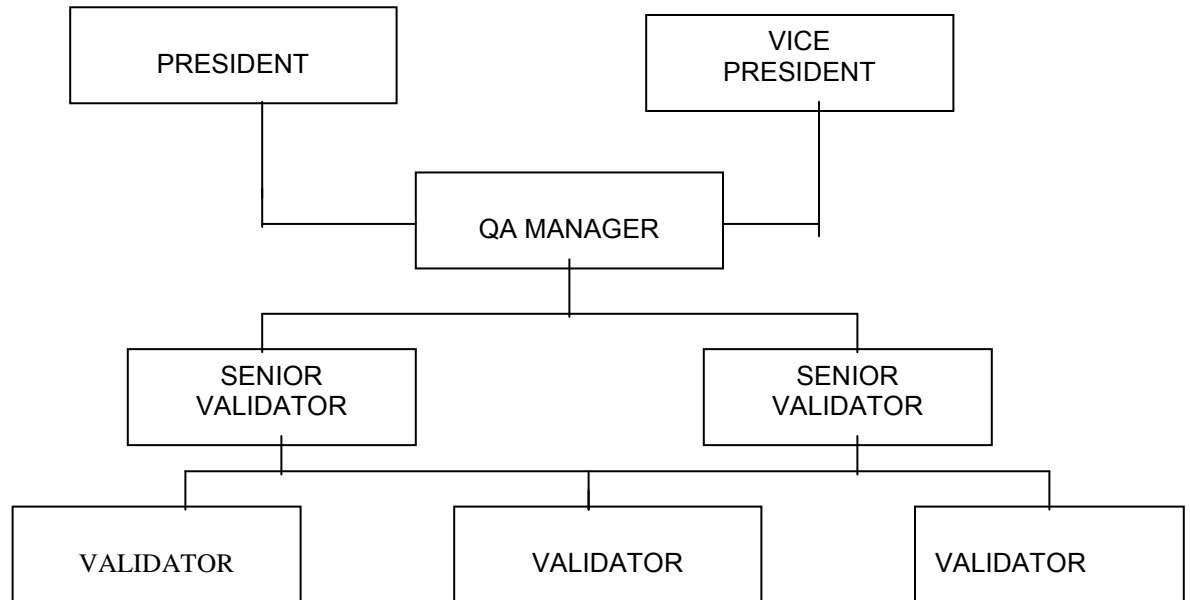 PRESIDENT
VICE
PRESIDENT
QA MANAGER
SENIOR
VALIDATOR
SENIOR
VALIDATOR
VALIDATOR
VALIDATOR
VALIDATOR